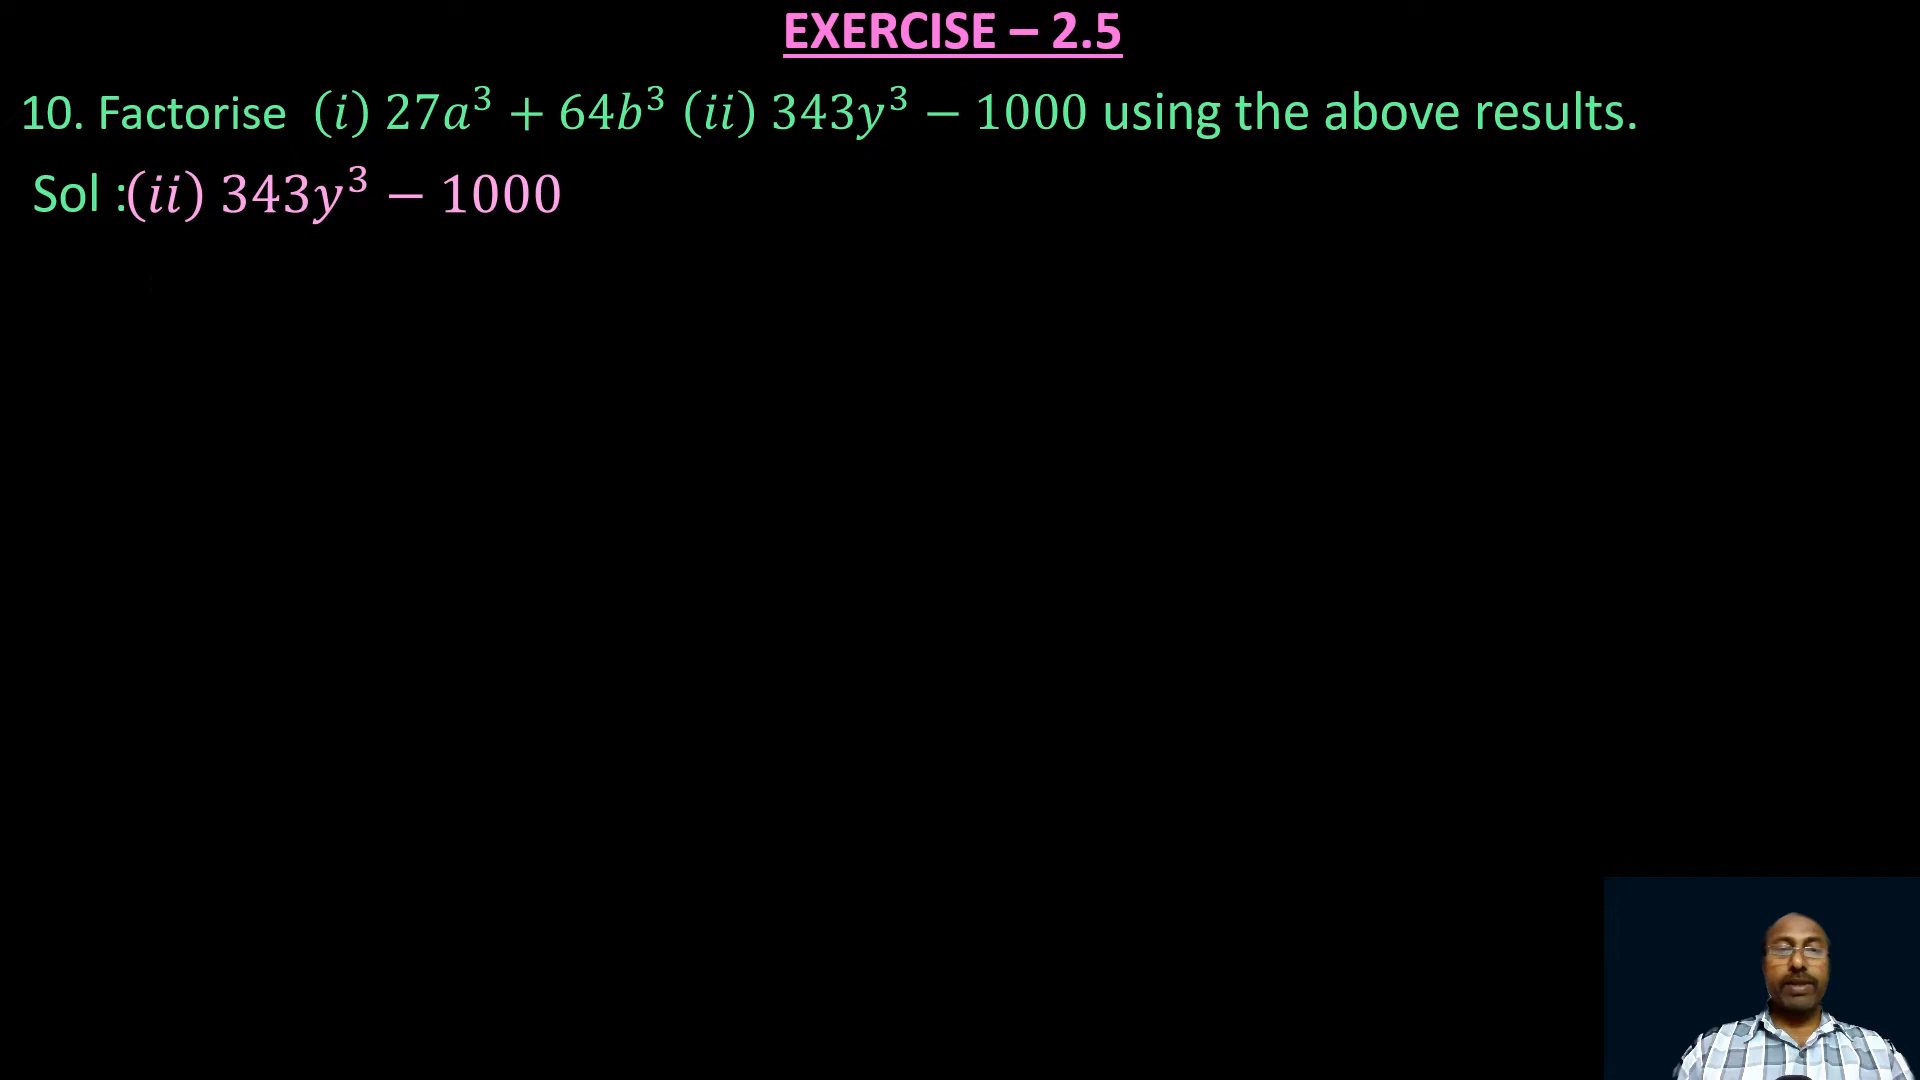 EXERCISE – 2.5
10. Factorise (i) 27a³ + 64b³ (ii) 343y³ − 1000 using the above results.
Sol :(ii) 343y³ − 1000